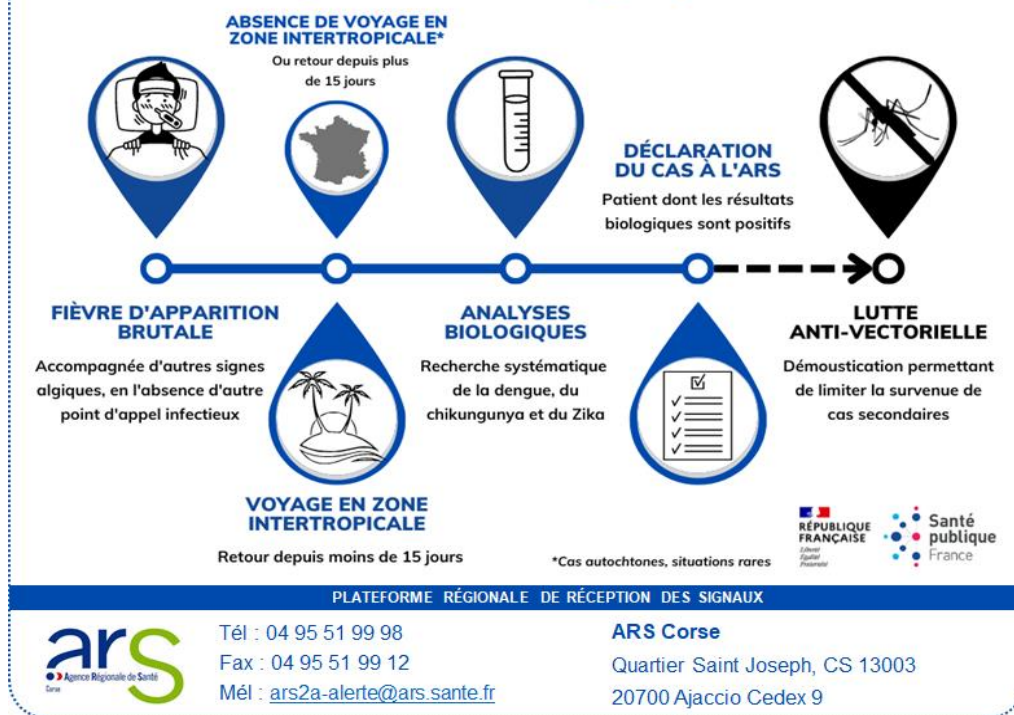 ABSENCE DE VOYAGE EN
ZONE INTERTROPICALE*
Ou retour depuis plus
de 15 jours
DÉCLARATION
DU CAS À L'ARS
Patient dont les résultats
biologiques sont positifs
FIÈVRE D'APPARITION
BRUTALE
Accompagnée d'autres signes
algiques, en l'absence d'autre
point d'appel infectieux
ANALYSES
BIOLOGIQUES
Recherche systématique
de la dengue, du
chikungunya et du Zika
LUTTE
ANTI-VECTORIELLE
Démoustication permettant
de limiter la survenue de
cas secondaires
VOYAGE EN ZONE
INTERTROPICALE
Retour depuis moins de 15 jours
*Cas autochtones, situations rares
RÉPUBLIQUE
FRANÇAISE
Liberté
Égalité
Fraternité
Santé
publique
France
PLATEFORME RÉGIONALE DE RÉCEPTION DES SIGNAUX
ars
Agence Régionale de Santé
Corse
Tél : 04 95 51 99 98
Fax : 04 95 51 99 12
Mél : ars2a-alerte@ars.sante.fr
ARS Corse
Quartier Saint Joseph, CS 13003
20700 Ajaccio Cedex 9